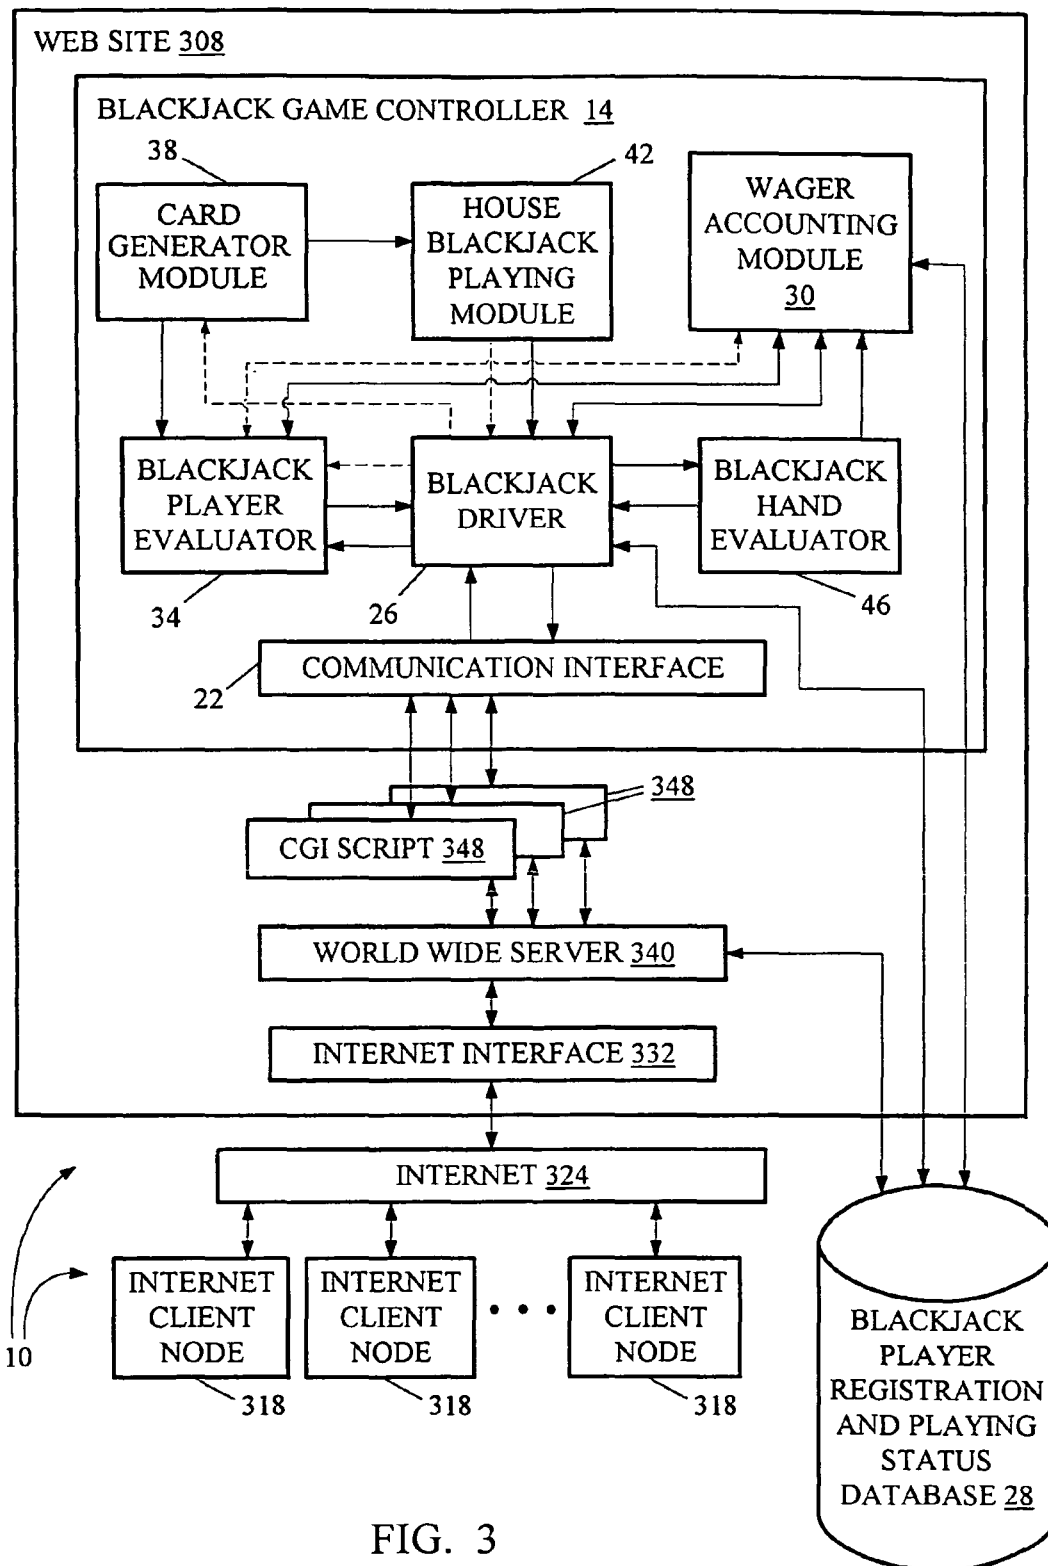 WEB SITE 308
BLACKJACK GAME CONTROLLER 14
38
42
CARD
GENERATOR
MODULE
HOUSE
BLACKJACK
PLAYING
MODULE
WAGER
ACCOUNTING
MODULE
30
BLACKJACK
PLAYER
EVALUATOR
BLACKJACK
DRIVER
BLACKJACK
HAND
EVALUATOR
34
26
46
COMMUNICATION INTERFACE
22
348
CGI SCRIPT 348
WORLD WIDE SERVER 340
INTERNET INTERFACE 332
INTERNET 324
INTERNET
CLIENT
NODE
INTERNET
CLIENT
NODE
INTERNET
CLIENT
NODE
10
318
318
318
BLACKJACK
PLAYER
REGISTRATION
AND PLAYING
STATUS
DATABASE 28
FIG. 3